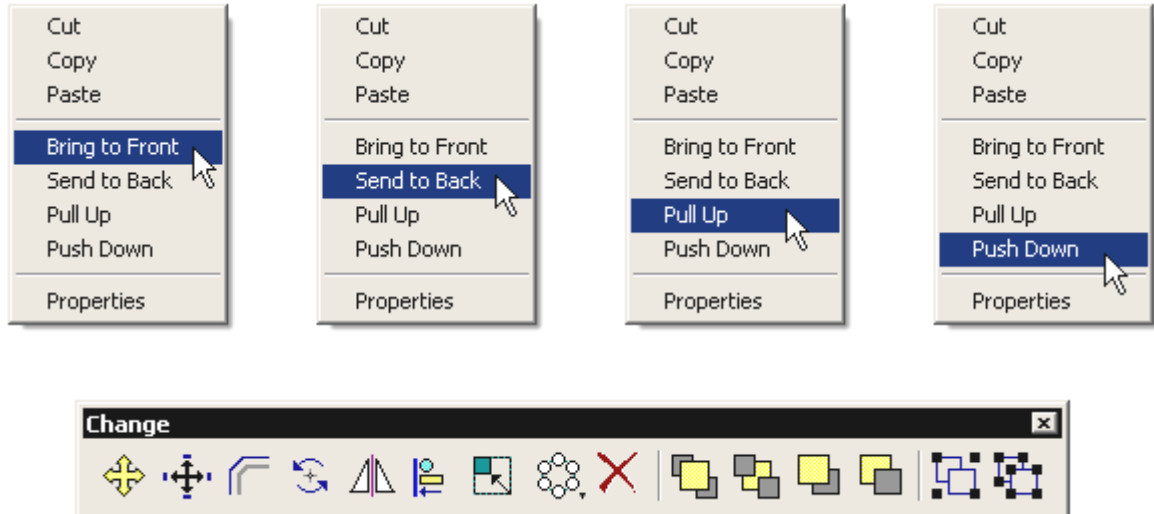 Cut
Copy
Paste
Bring to Front
Send to Back
Pull Up
Push Down
Properties
Cut
Copy
Paste
Bring to Front
Send to Back
Pull Up
Push Down
Properties
Cut
Copy
Paste
Bring to Front
Send to Back
Pull Up
Push Down
Properties
Cut
Copy
Paste
Bring to Front
Send to Back
Pull Up
Push Down
Properties
Change